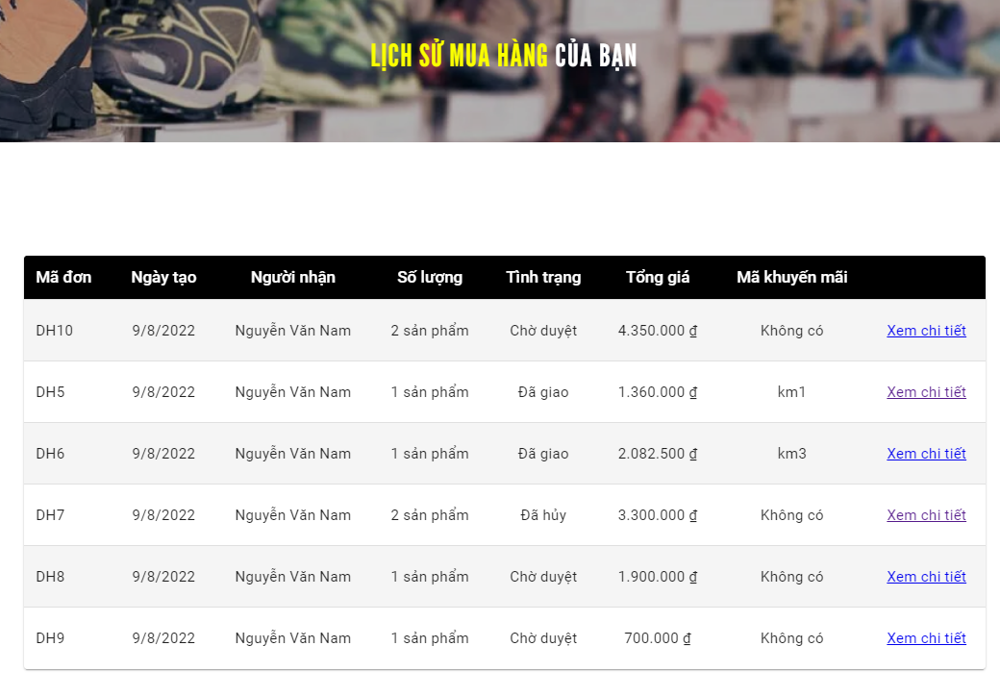 LỊCH SỬ MUA HÀNG CỦA BẠN
Mã đơn Ngày tạo Người nhận Số lượng Tình trạng Tổng giá Mã khuyến mãi
DH10 9/8/2022 Nguyễn Văn Nam 2 sản phẩm Chờ duyệt 4.350.000 ₫ Không có Xem chi tiết
DH5 9/8/2022 Nguyễn Văn Nam 1 sản phẩm Đã giao 1.360.000 ₫ km1 Xem chi tiết
DH6 9/8/2022 Nguyễn Văn Nam 1 sản phẩm Đã giao 2.082.500 ₫ km3 Xem chi tiết
DH7 9/8/2022 Nguyễn Văn Nam 2 sản phẩm Đã hủy 3.300.000 ₫ Không có Xem chi tiết
DH8 9/8/2022 Nguyễn Văn Nam 1 sản phẩm Chờ duyệt 1.900.000 ₫ Không có Xem chi tiết
DH9 9/8/2022 Nguyễn Văn Nam 1 sản phẩm Chờ duyệt 700.000 ₫ Không có Xem chi tiết